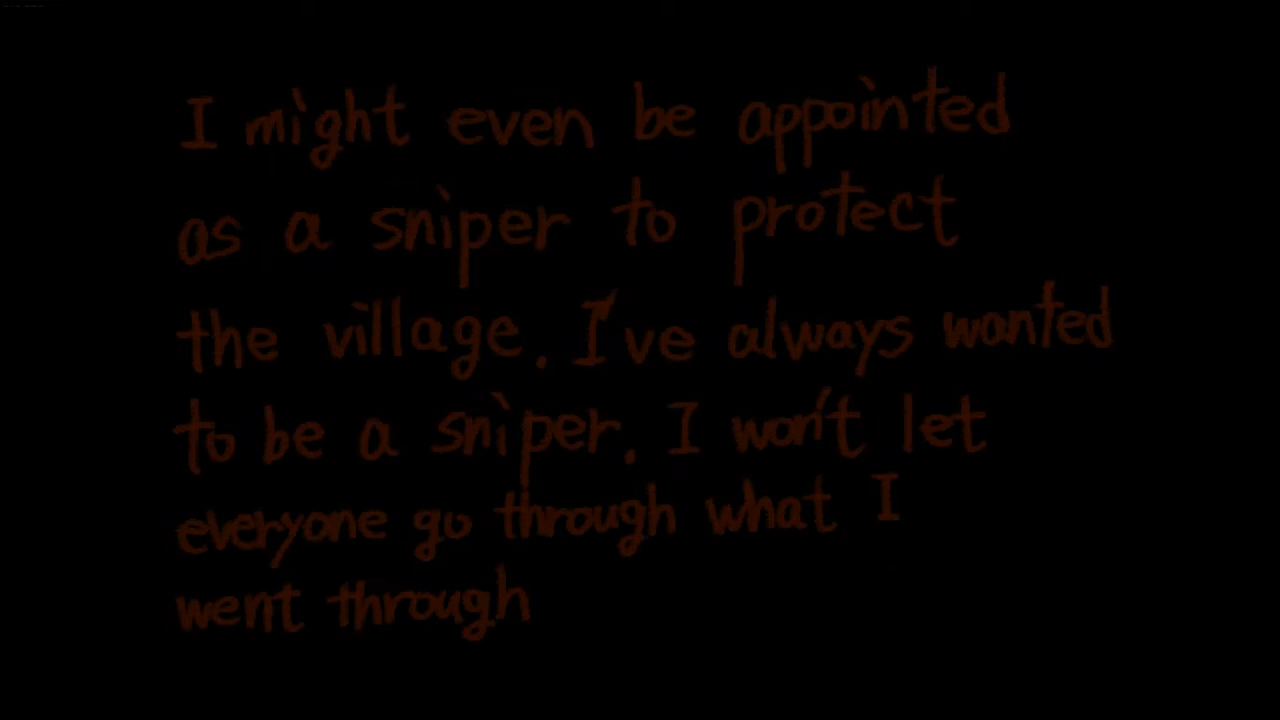 I might even be appointed
as a sniper to protect
the village. I've always wanted
to be a sniper. I won't let
everyone go through what I
went through